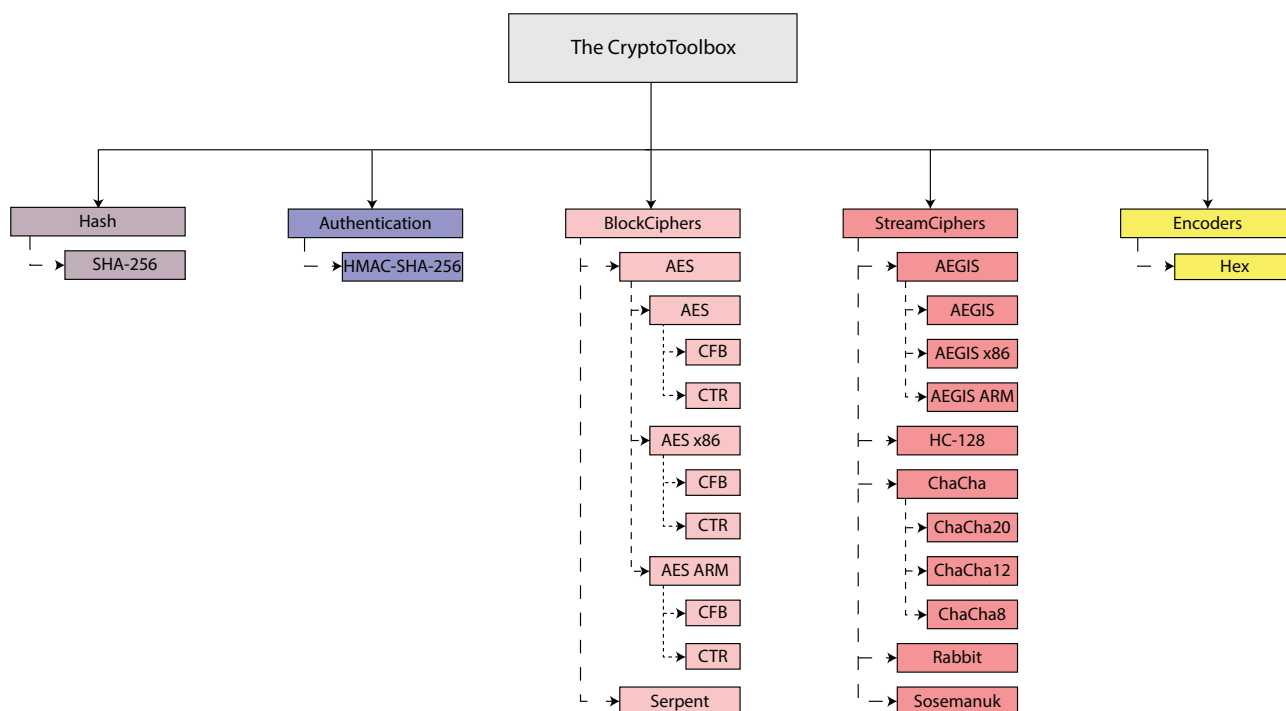 The CryptoToolbox
Hash
SHA-256
Authentication
HMAC-SHA-256
BlockCiphers
AES
AES
CFB
CTR
AES x86
CFB
CTR
AES ARM
CFB
CTR
Serpent
StreamCiphers
AEGIS
AEGIS
AEGIS x86
AEGIS ARM
HC-128
ChaCha
ChaCha20
ChaCha12
ChaCha8
Rabbit
Sosemanuk
Encoders
Hex